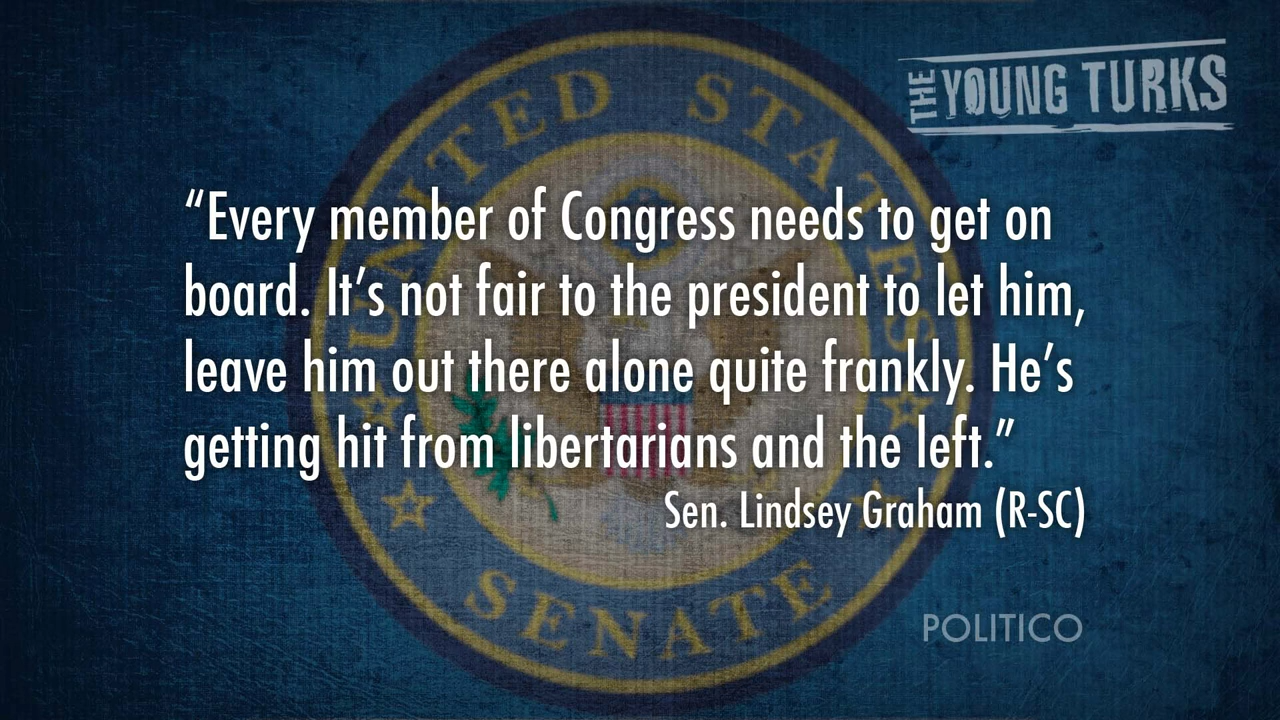 THE YOUNG TURKS
UNITED STATES
“Every member of Congress needs to get on
board. It’s not fair to the president to let him,
leave him out there alone quite frankly. He’s
getting hit from libertarians and the left.”
Sen. Lindsey Graham (R-SC)
SENATE
POLITICO